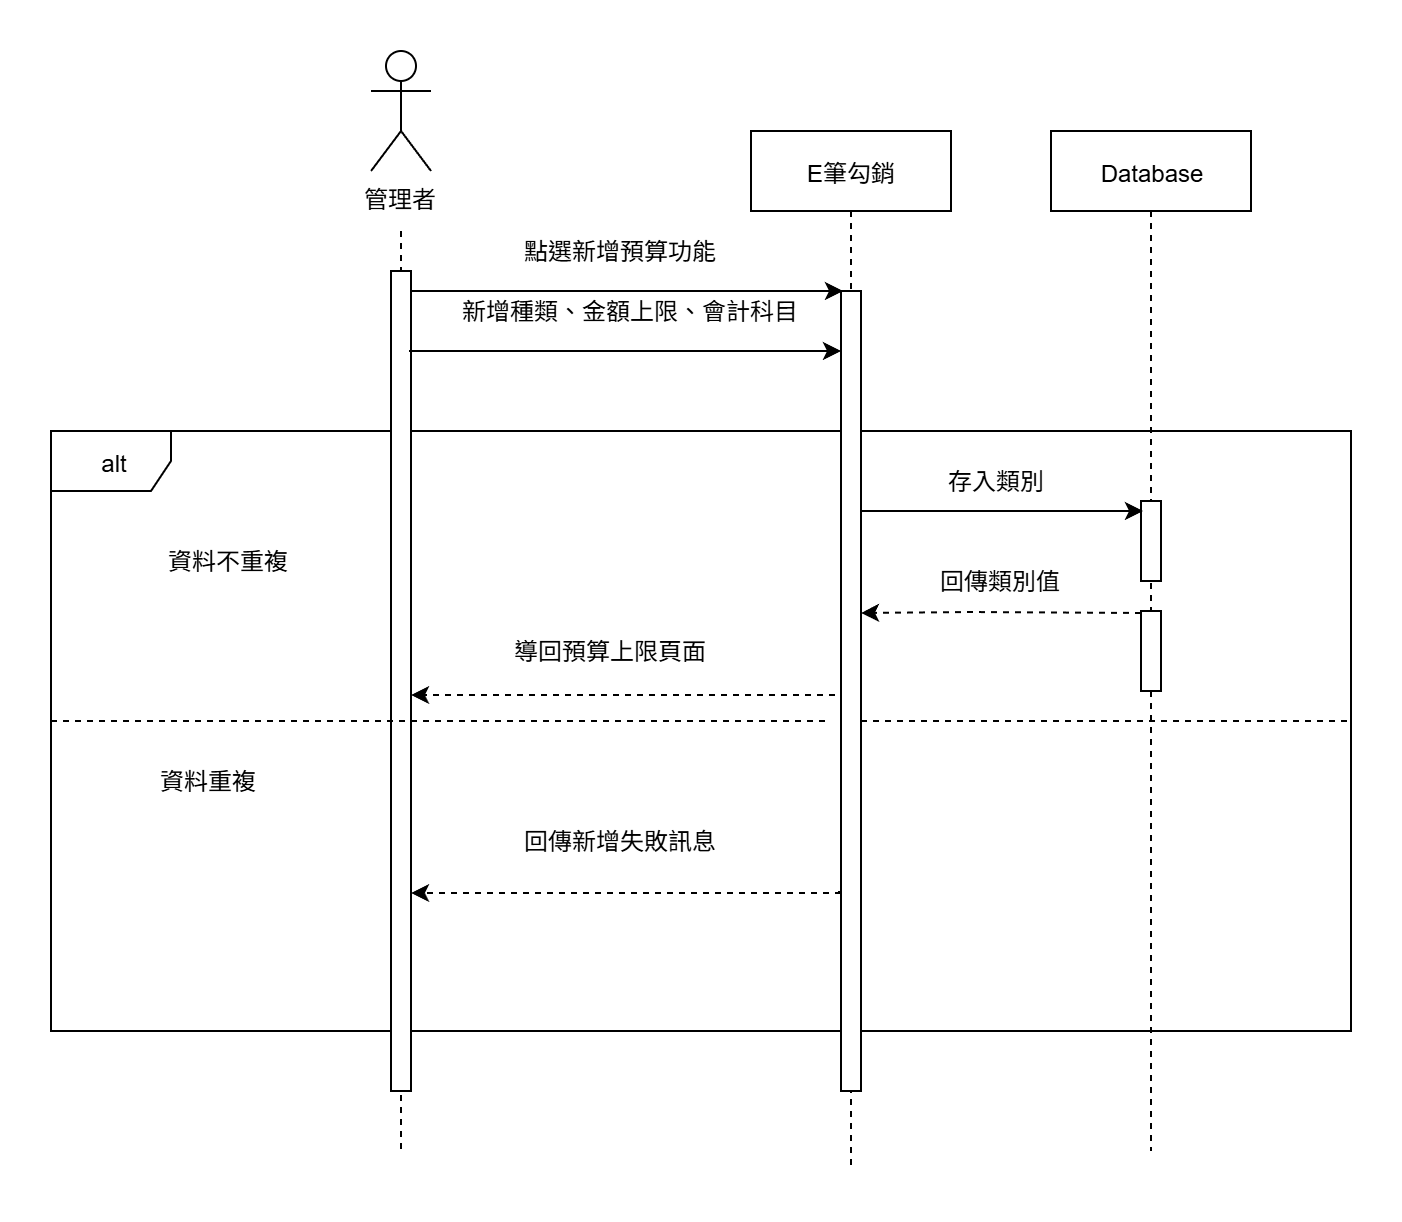 管理者
E筆勾銷
Database
點選新增預算功能
新增種類、金額上限、會計科目
alt
存入類別
資料不重複
回傳類別值
導回預算上限頁面
資料重複
回傳新增失敗訊息